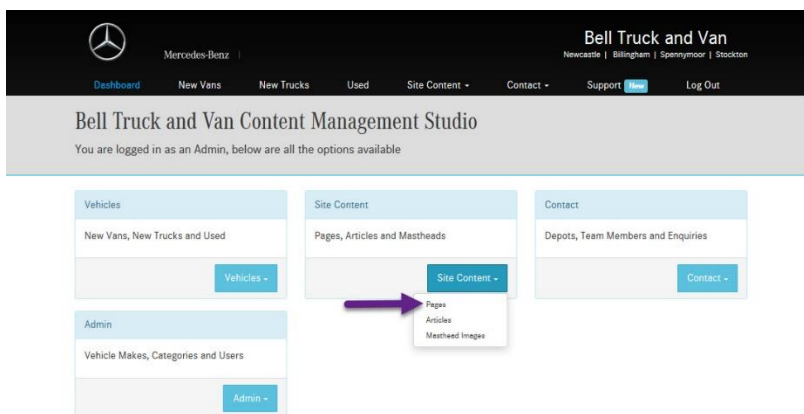 Mercedes-Benz
Bell Truck and Van
Newcastle | Billingham | Spennymoor | Stockton
Dashboard New Vans New Trucks Used Site Content Contact Support New Log Out
Bell Truck and Van Content Management Studio
You are logged in as an Admin, below are all the options available
Vehicles
New Vans, New Trucks and Used
Vehicles
Site Content
Pages, Articles and Mastheads
Site Content
Pages
Articles
Masthead Images
Contact
Depots, Team Members and Enquiries
Contact
Admin
Vehicle Makes, Categories and Users
Admin